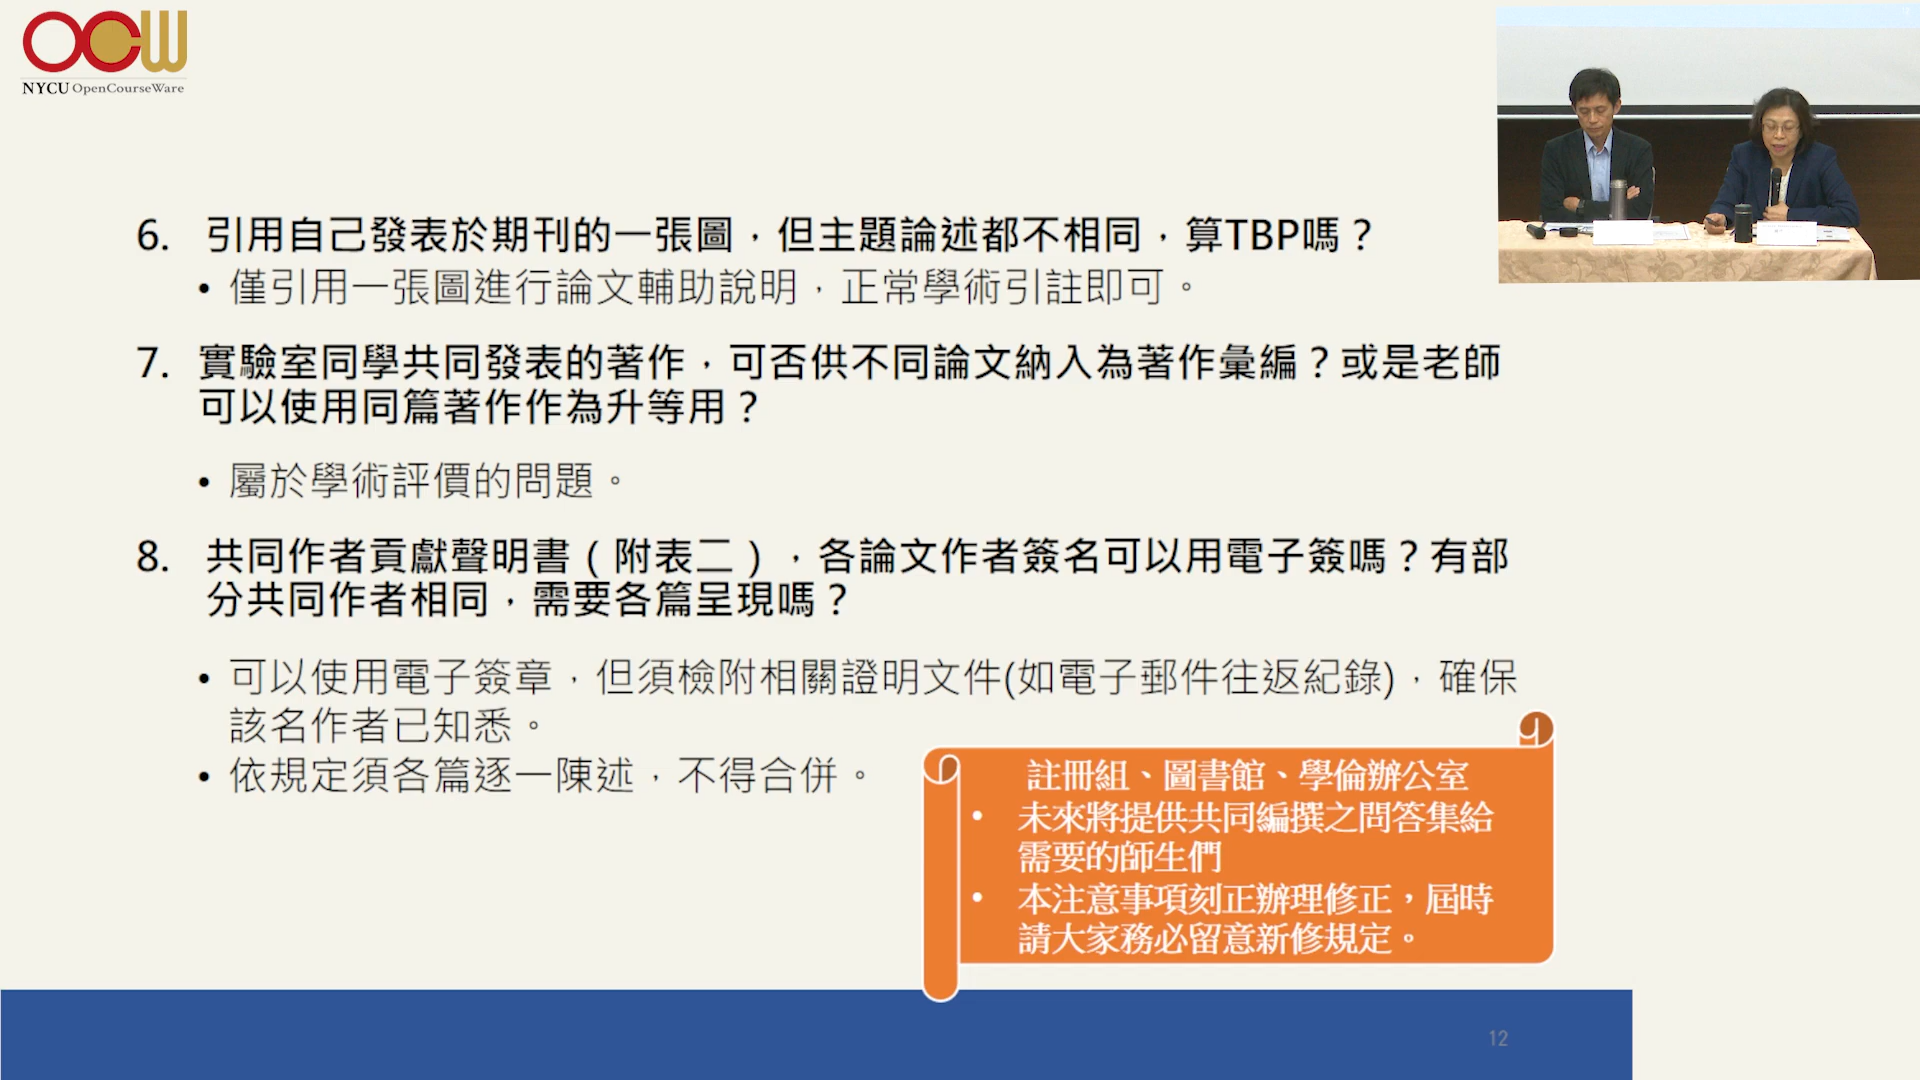 OCW
NYCU OpenCourseWare
6. 引用自己發表於期刊的一張圖，但主題論述都不相同，算TBP嗎？
• 僅引用一張圖進行論文輔助說明，正常學術引註即可。
7. 實驗室同學共同發表的著作，可否供不同論文納入為著作彙編？或是老師
可以使用同篇著作作為升等用？
• 屬於學術評價的問題。
8. 共同作者貢獻聲明書（附表二），各論文作者簽名可以用電子簽嗎？有部
分共同作者相同，需要各篇呈現嗎？
• 可以使用電子簽章，但須檢附相關證明文件(如電子郵件往返紀錄)，確保
該名作者已知悉。
• 依規定須各篇逐一陳述，不得合併。
註冊組、圖書館、學倫辦公室
• 未來將提供共同編撰之問答集給
需要的師生們
• 本注意事項刻正辦理修正，屆時
請大家務必留意新修規定。
12